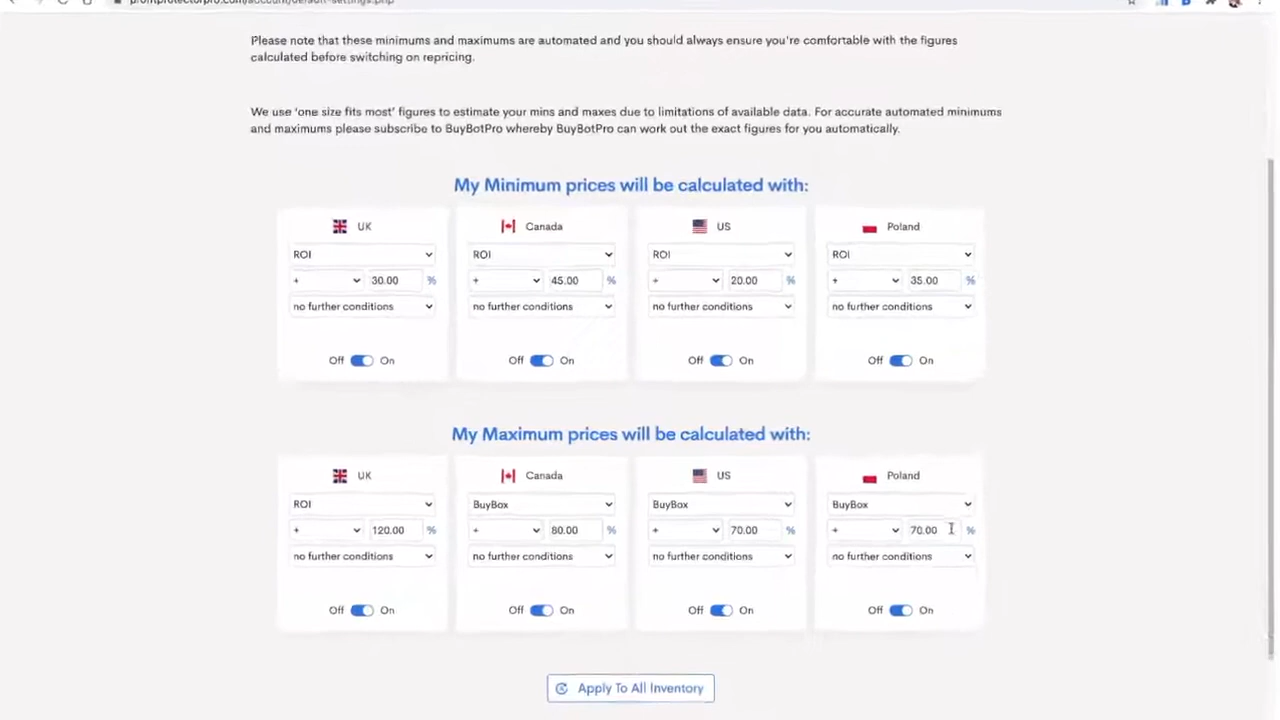 Please note that these minimums and maximums are automated and you should always ensure you're comfortable with the figures
calculated before switching on repricing.
We use 'one size fits most' figures to estimate your mins and maxes due to limitations of available data. For accurate automated minimums
and maximums please subscribe to BuyBotPro whereby BuyBotPro can work out the exact figures for you automatically.
My Minimum prices will be calculated with:
UK Canada US Poland
ROI ROI ROI ROI
+ 30.00 % + 45.00 % + 20.00 % + 35.00 %
no further conditions no further conditions no further conditions no further conditions
Off On Off On Off On Off On
My Maximum prices will be calculated with:
UK Canada US Poland
ROI BuyBox BuyBox BuyBox
+ 120.00 % + 80.00 % + 70.00 % + 70.00 %
no further conditions no further conditions no further conditions no further conditions
Off On Off On Off On Off On
Apply To All Inventory